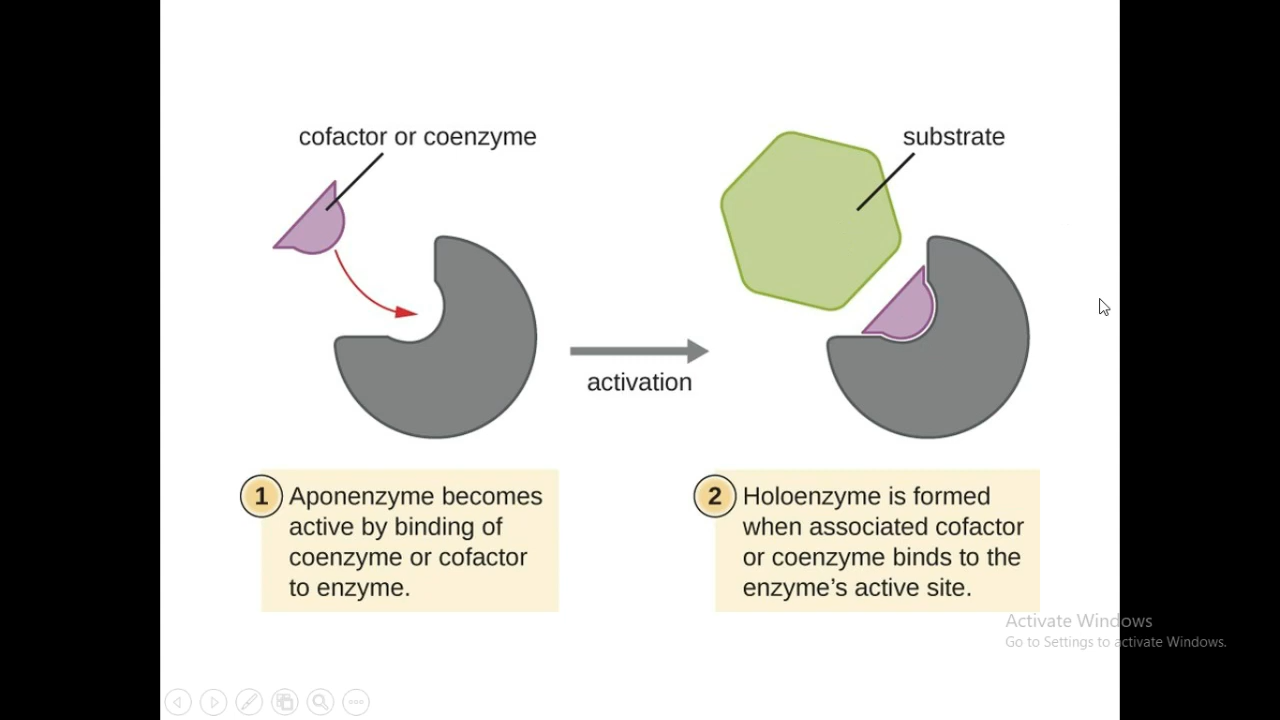 cofactor or coenzyme
substrate
activation
1 Aponenzyme becomes
active by binding of
coenzyme or cofactor
to enzyme.
2 Holoenzyme is formed
when associated cofactor
or coenzyme binds to the
enzyme’s active site.
Activate Windows
Go to Settings to activate Windows.